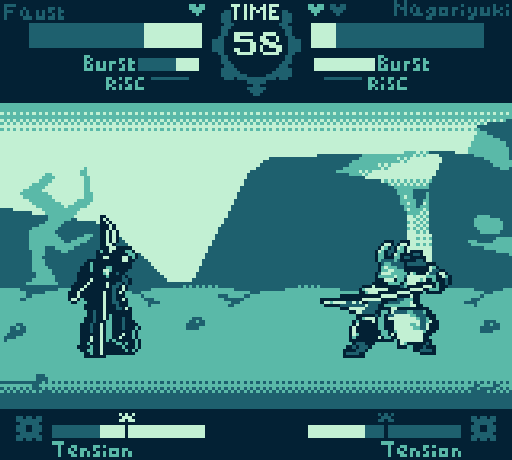 Faust TIME Nagoriyuki
58
Burst Burst
RiSC RiSC
Tension Tension